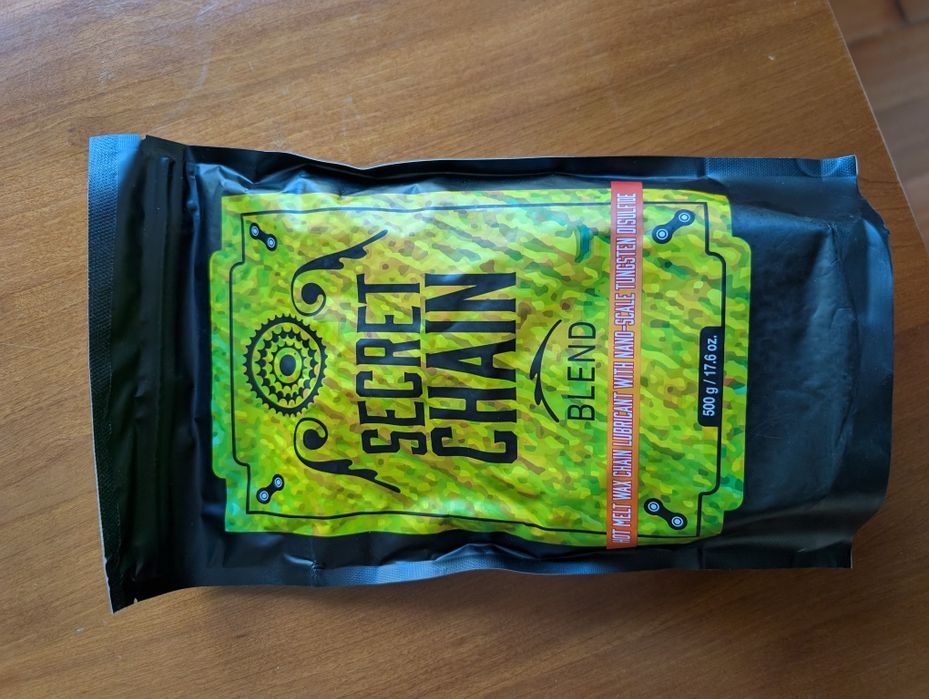 SECRET
CHAIN
BLEND
HOT MELT WAX CHAIN LUBRICANT WITH NANO-SCALE TUNGSTEN DISULFIDE
500 g / 17.6 oz.